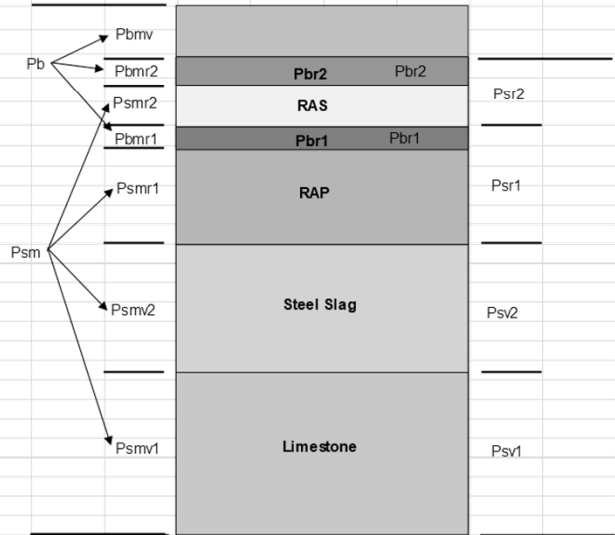 Pbmv
Pb
Pbmr2
Pbr2
Pbr2
Psmr2
RAS
Psr2
Pbmr1
Pbr1
Pbr1
Psmr1
RAP
Psr1
Psm
Psmv2
Steel Slag
Psv2
Psmv1
Limestone
Psv1